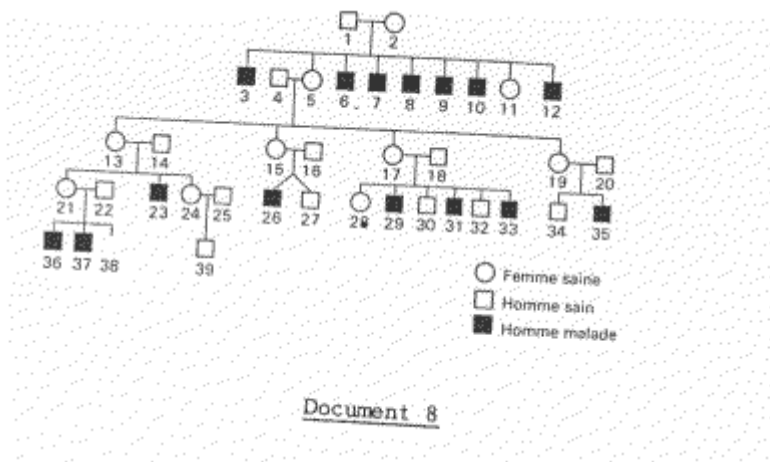 1 2
3 4 5 6 7 8 9 10 11 12
13 14 15 16 17 18 19 20
21 22 23 24 25 26 27 28 29 30 31 32 33 34 35
36 37 38 39
Femme saine
Homme sain
Homme malade
Document 8